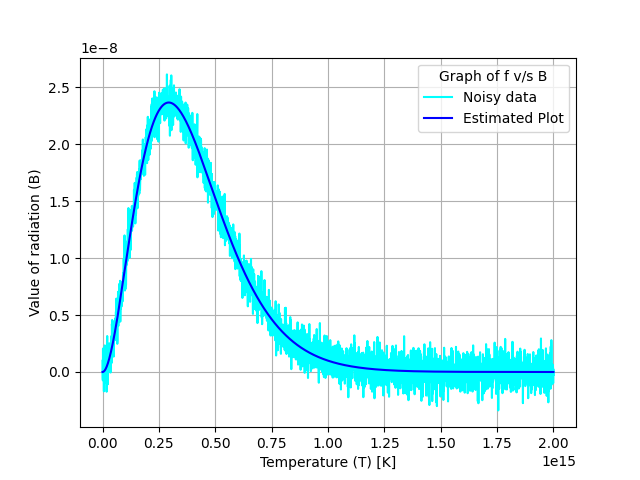 1e−8
Graph of f v/s B
Noisy data
Estimated Plot
2.5
2.0
1.5
1.0
0.5
0.0
Value of radiation (B)
0.00 0.25 0.50 0.75 1.00 1.25 1.50 1.75 2.00
Temperature (T) [K]
1e15